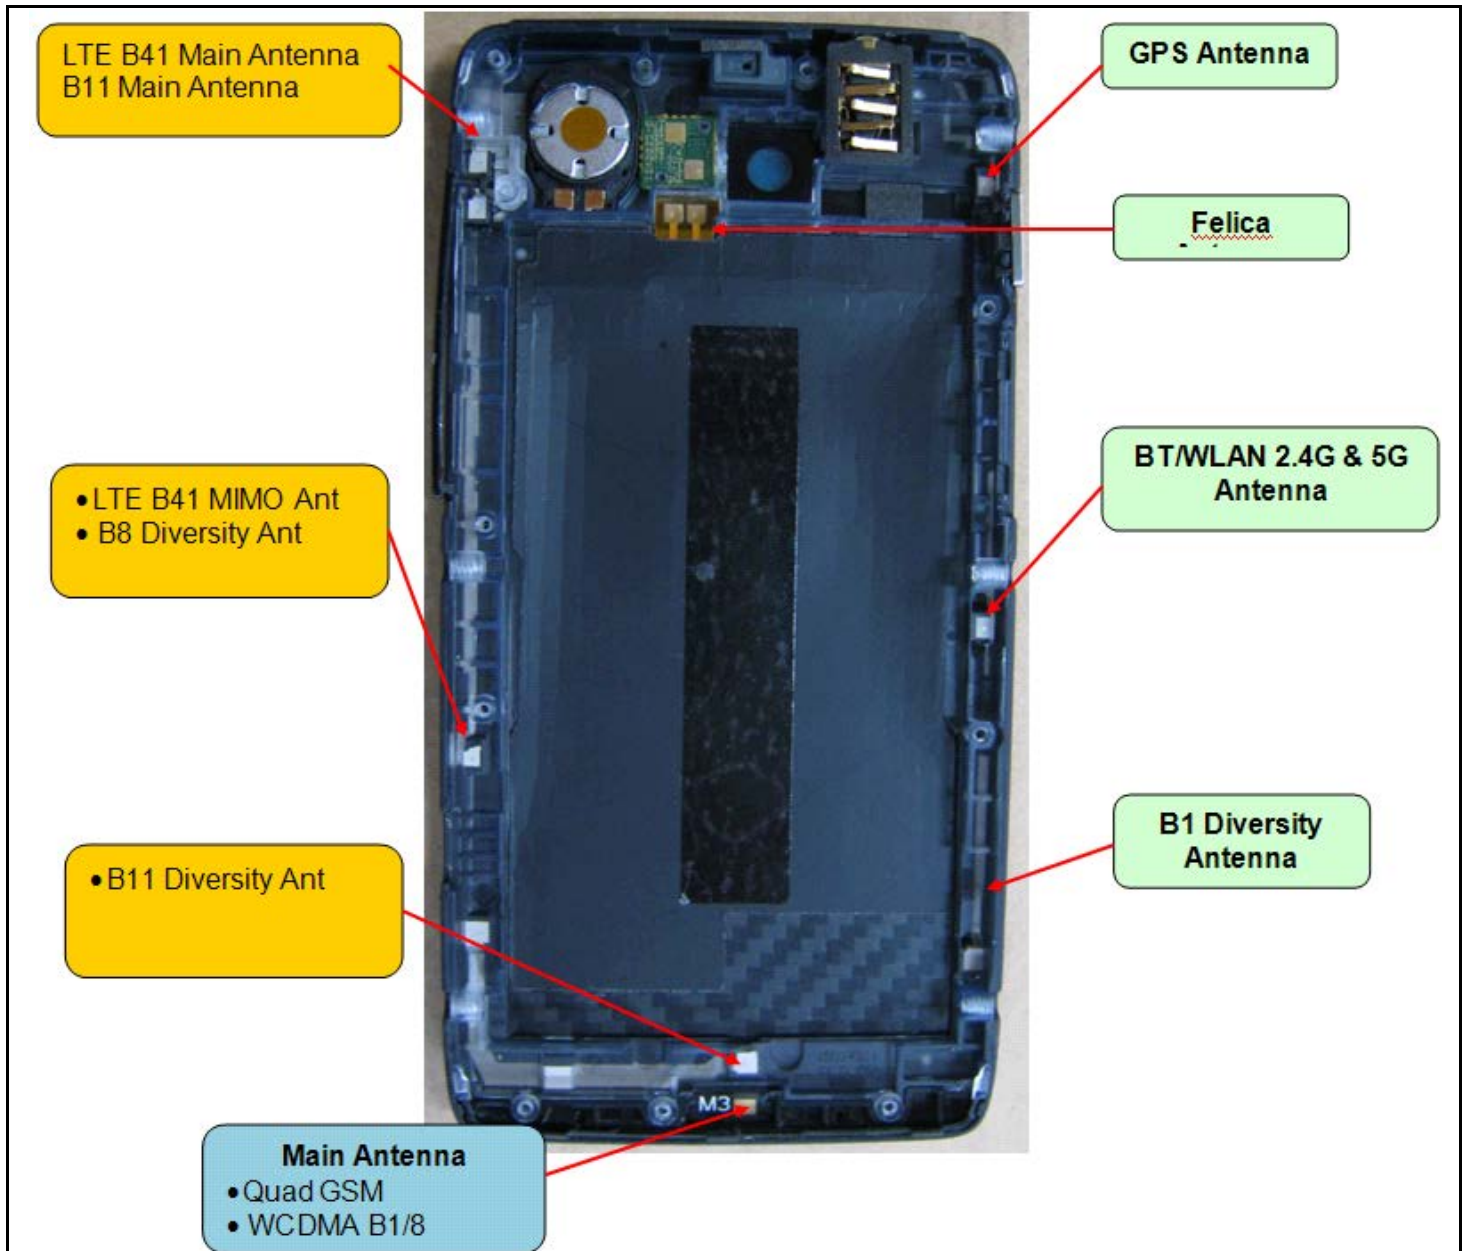 LTE B41 Main Antenna
B11 Main Antenna
GPS Antenna
Felica
• LTE B41 MIMO Ant
• B8 Diversity Ant
BT/WLAN 2.4G & 5G
Antenna
B1 Diversity
Antenna
• B11 Diversity Ant
M3
Main Antenna
• Quad GSM
• WCDMA B1/8